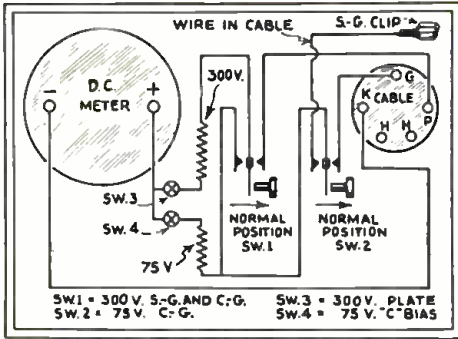 WIRE IN CABLE
S.-G. CLIP
300V.
D.C.
METER
−
+
K
CABLE
G
P
H
H
SW.3
SW.4
75 V
NORMAL
POSITION
SW.1
NORMAL
POSITION
SW.2
SW.1 = 300 V. S.-G. AND C.-G.
SW.2 = 75 V. C.-G.
SW.3 = 300 V. PLATE
SW.4 = 75 V. "C" BIAS